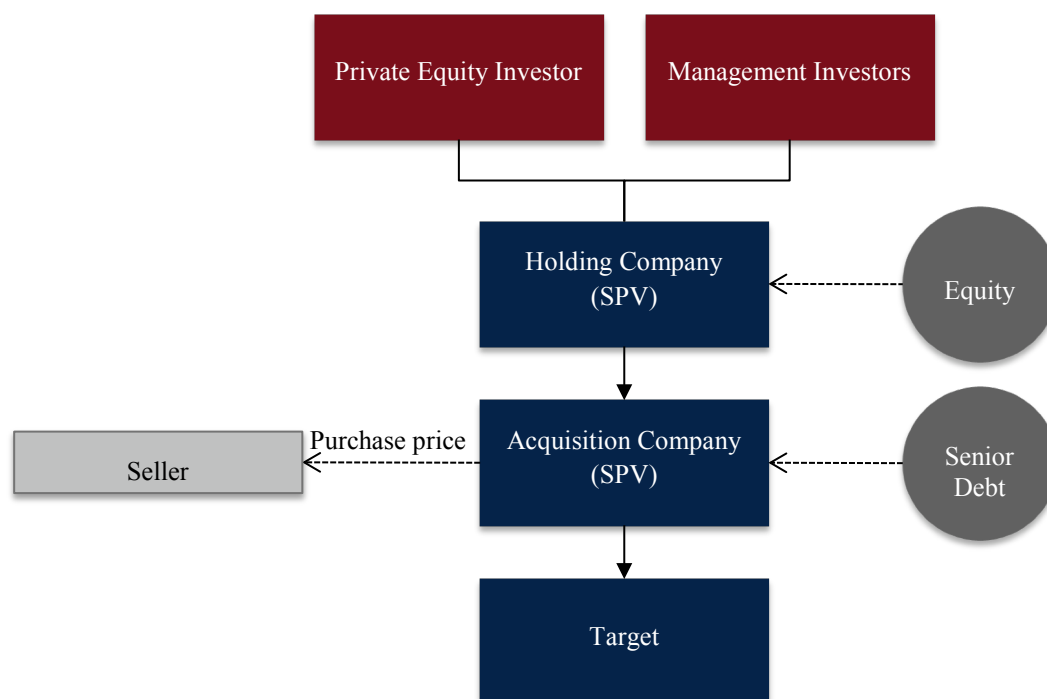 Private Equity Investor
Management Investors
Holding Company
(SPV)
Equity
Purchase price
Acquisition Company
(SPV)
Seller
Senior
Debt
Target